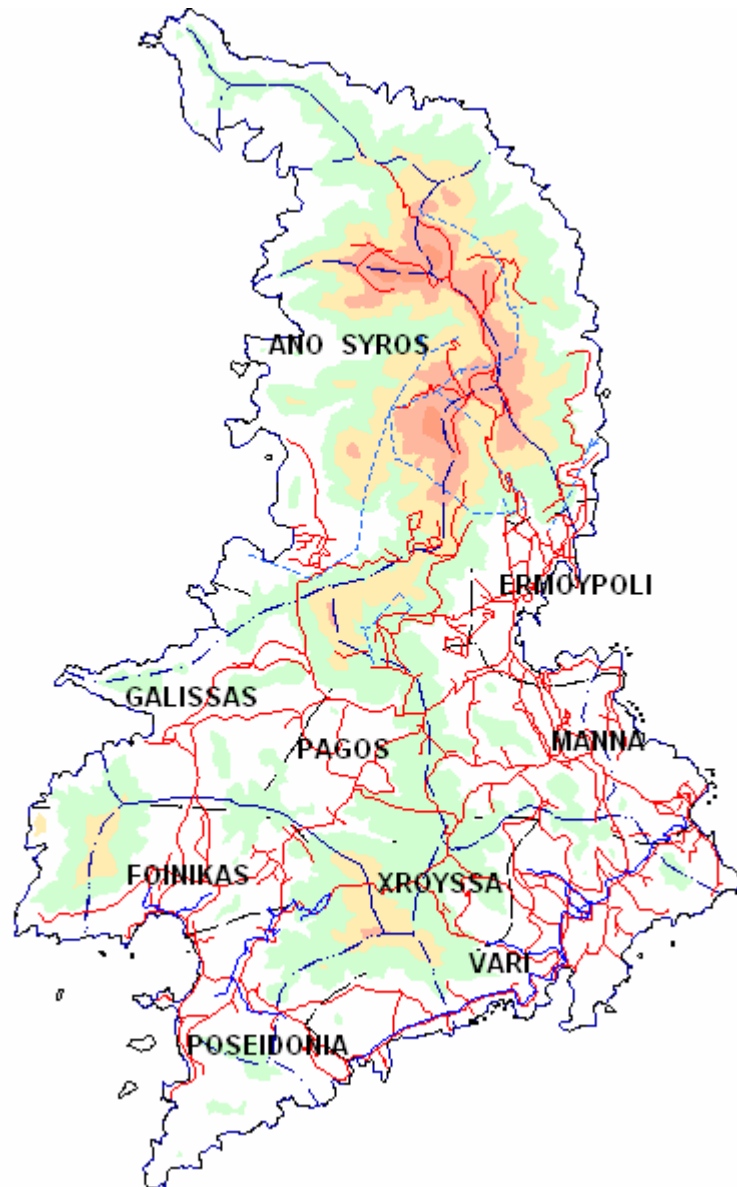 ANO SYROS
ERMOYPOLI
GALISSAS
PAGOS
MANNA
FOINIKAS
XROYSSA
VARI
POSEIDONIA